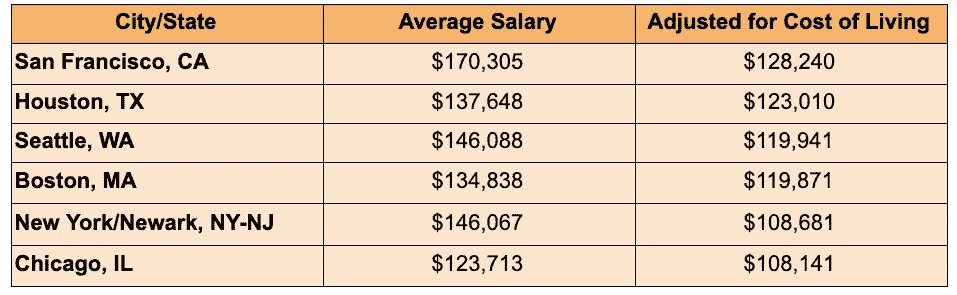 City/State Average Salary Adjusted for Cost of Living
San Francisco, CA $170,305 $128,240
Houston, TX $137,648 $123,010
Seattle, WA $146,088 $119,941
Boston, MA $134,838 $119,871
New York/Newark, NY-NJ $146,067 $108,681
Chicago, IL $123,713 $108,141